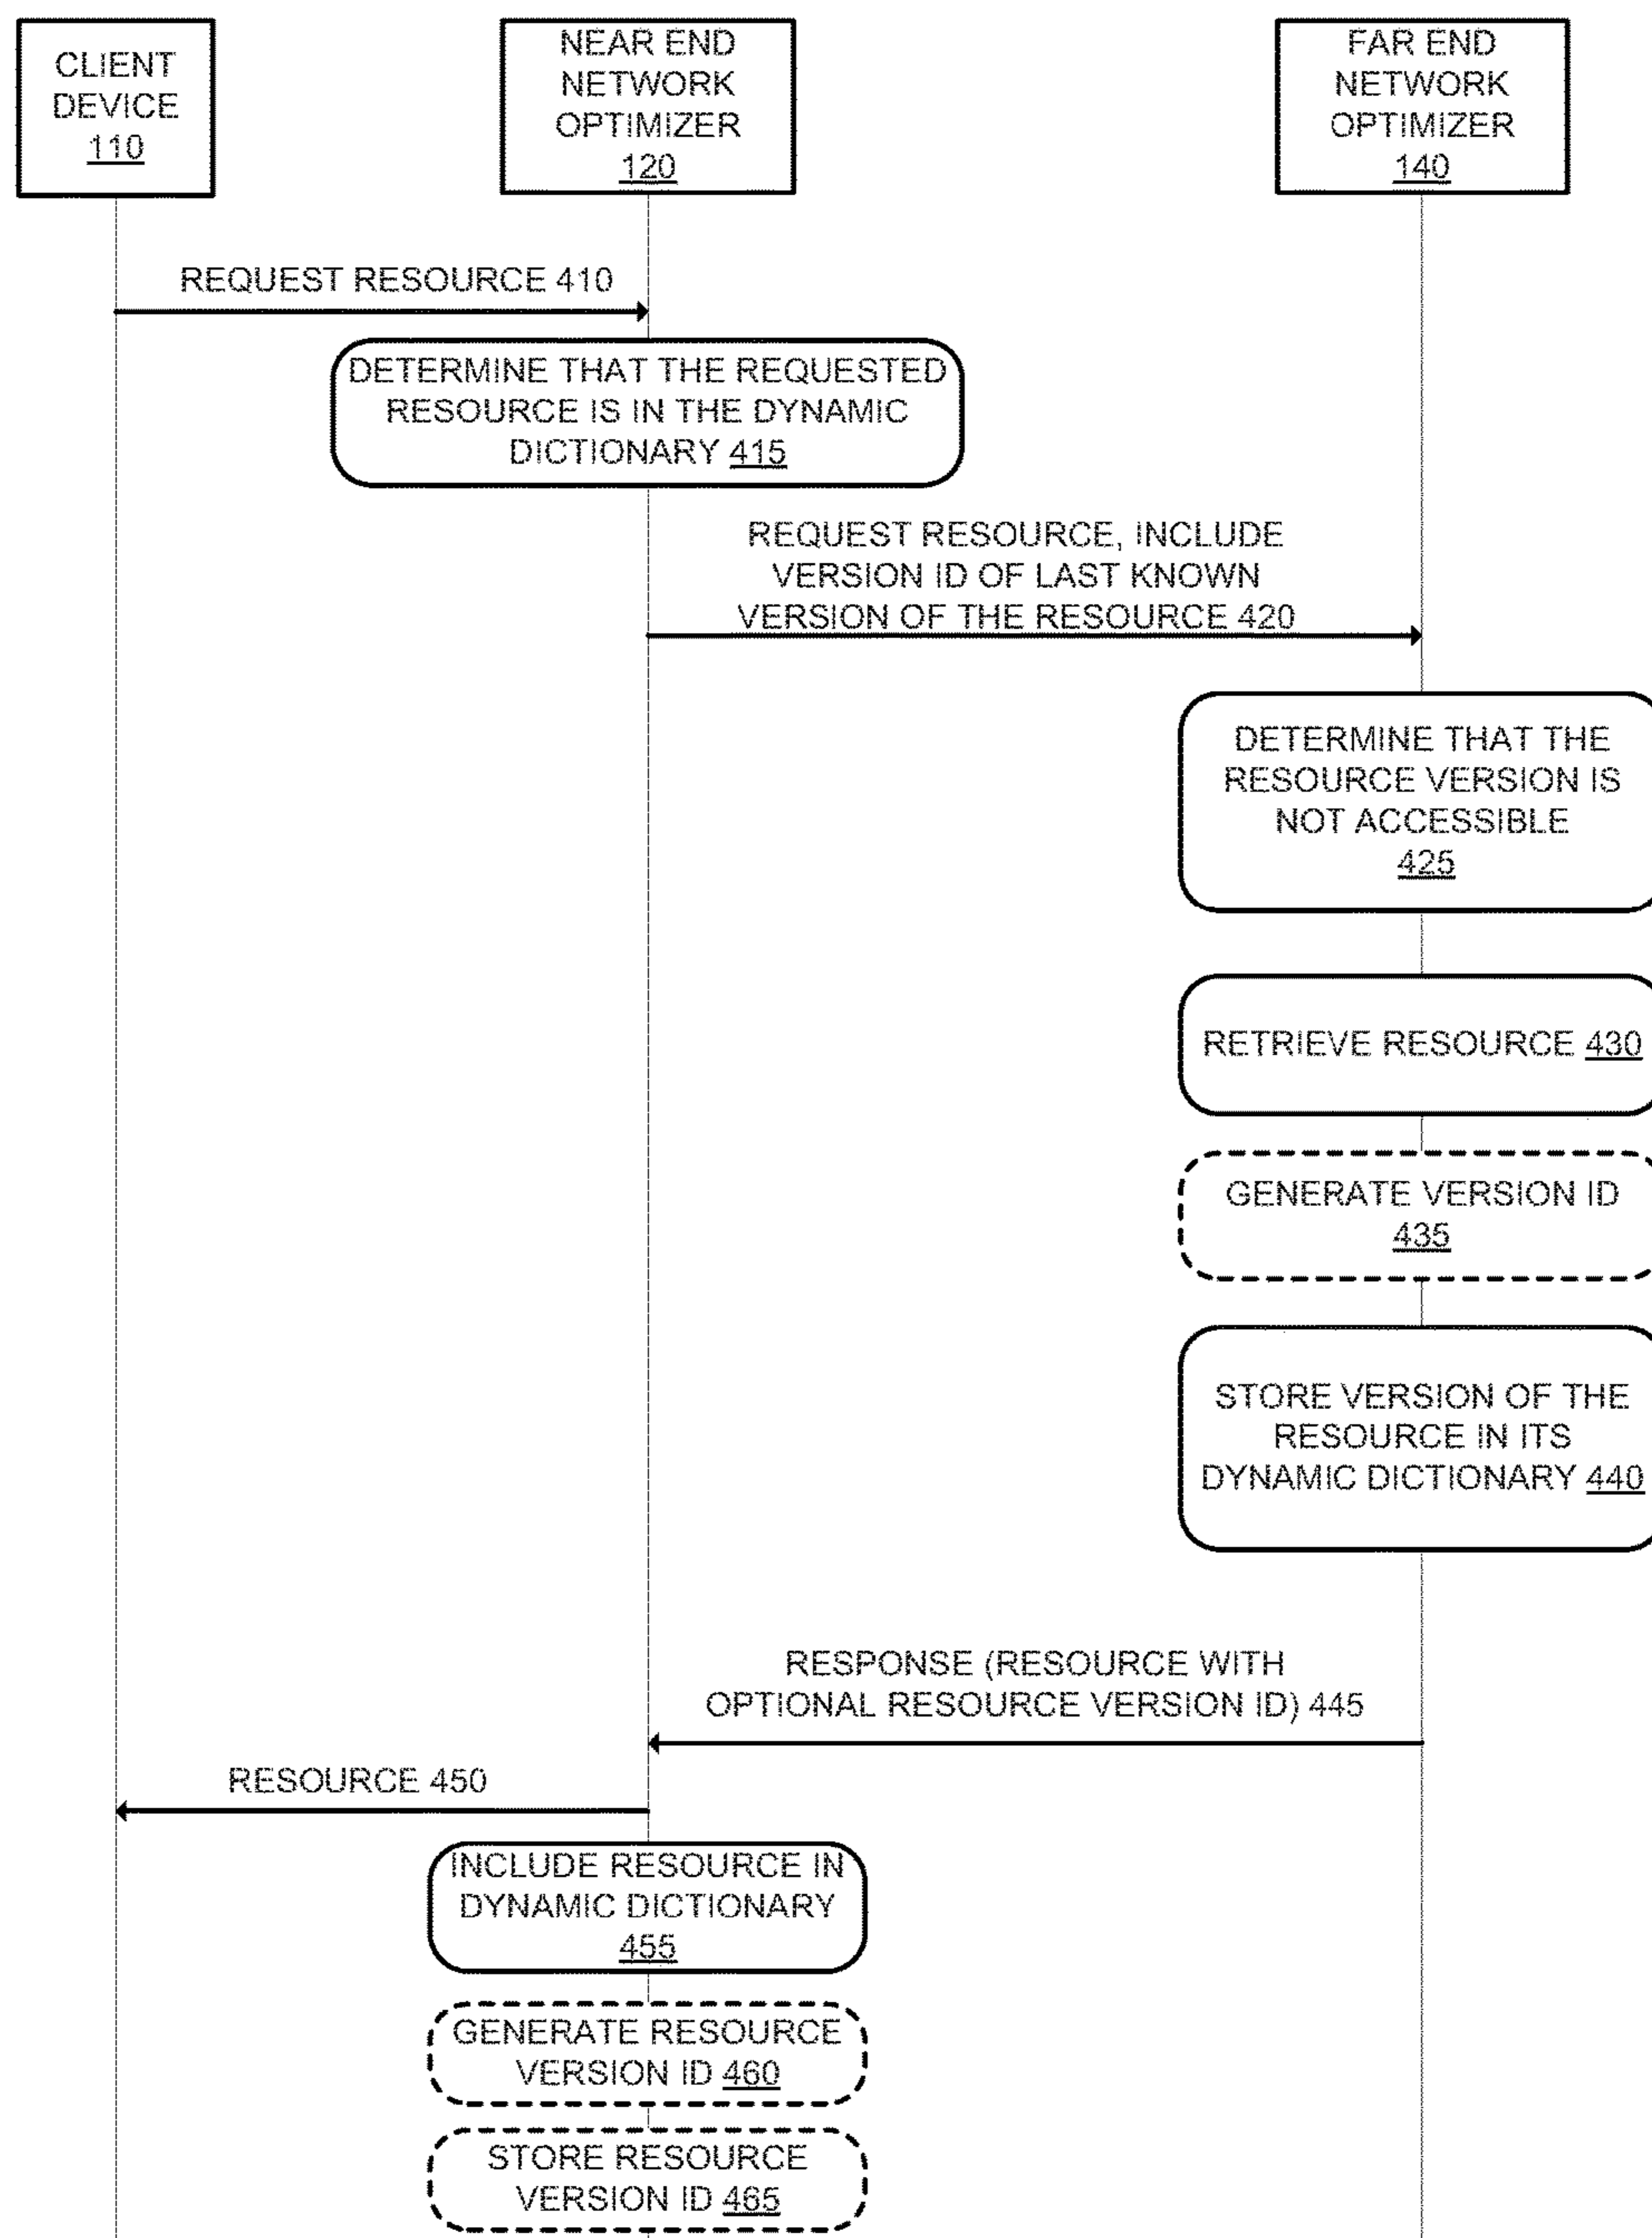 CLIENT
DEVICE
110
NEAR END
NETWORK
OPTIMIZER
120
FAR END
NETWORK
OPTIMIZER
140
REQUEST RESOURCE 410
DETERMINE THAT THE REQUESTED
RESOURCE IS IN THE DYNAMIC
DICTIONARY 415
REQUEST RESOURCE, INCLUDE
VERSION ID OF LAST KNOWN
VERSION OF THE RESOURCE 420
DETERMINE THAT THE
RESOURCE VERSION IS
NOT ACCESSIBLE
425
RETRIEVE RESOURCE 430
GENERATE VERSION ID
435
STORE VERSION OF THE
RESOURCE IN ITS
DYNAMIC DICTIONARY 440
RESPONSE (RESOURCE WITH
OPTIONAL RESOURCE VERSION ID) 445
RESOURCE 450
INCLUDE RESOURCE IN
DYNAMIC DICTIONARY
455
GENERATE RESOURCE
VERSION ID 460
STORE RESOURCE
VERSION ID 465